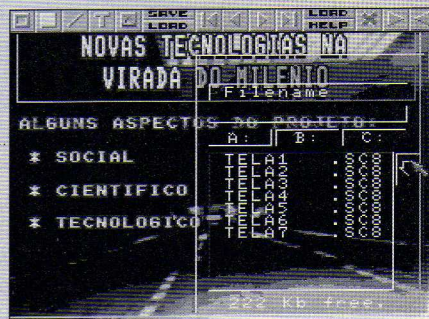 SAVE LOAD
LOAD HELP
NOVAS TECNOLOGIAS NA
VIRADA DO MILENIO
Filename
ALGUNS ASPECTOS DO PROJETO:
A: B: C:
* SOCIAL
* CIENTIFICO
* TECNOLOGICO
TELA1 .SC8
TELA2 .SC8
TELA3 .SC8
TELA4 .SC8
TELA5 .SC8
TELA6 .SC8
TELA7 .SC8
222 Kb free.